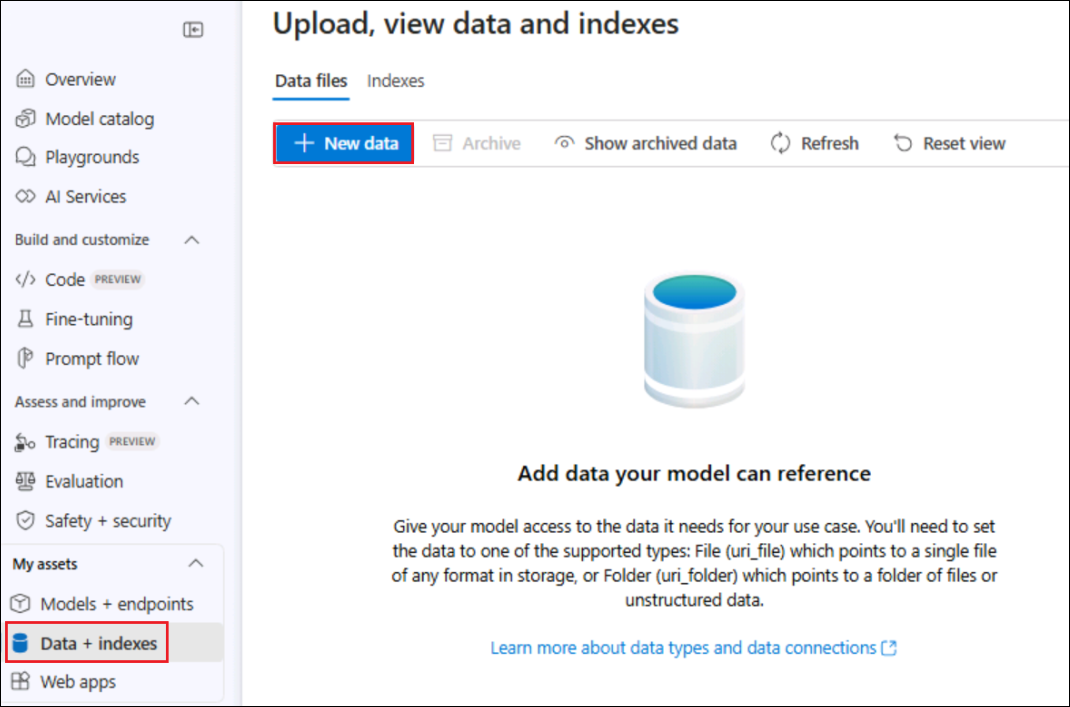 Upload, view data and indexes
Overview
Model catalog
Playgrounds
AI Services
Build and customize
</> Code PREVIEW
Fine-tuning
Prompt flow
Assess and improve
Tracing PREVIEW
Evaluation
Safety + security
My assets
Models + endpoints
Data + indexes
Web apps
Data files Indexes
+ New data Archive Show archived data Refresh Reset view
Add data your model can reference
Give your model access to the data it needs for your use case. You'll need to set
the data to one of the supported types: File (uri_file) which points to a single file
of any format in storage, or Folder (uri_folder) which points to a folder of files or
unstructured data.
Learn more about data types and data connections